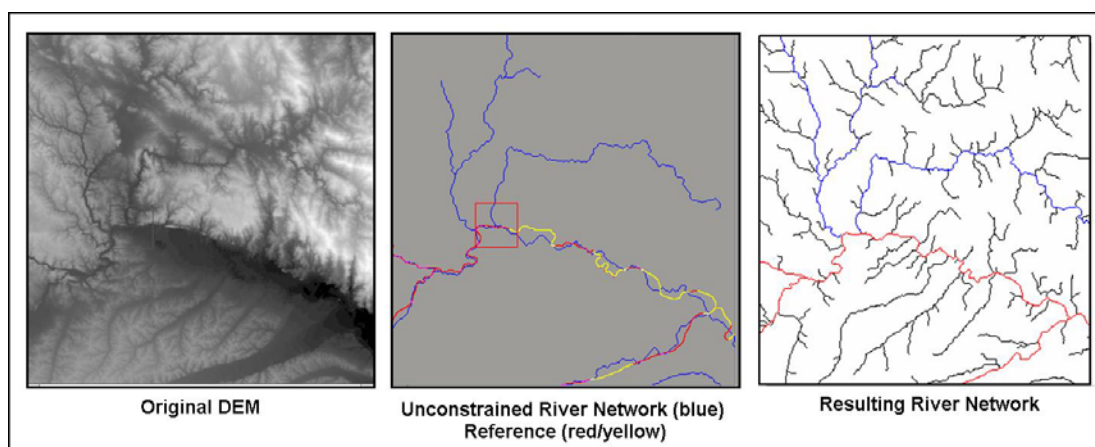 Original DEM
Unconstrained River Network (blue)
Reference (red/yellow)
Resulting River Network